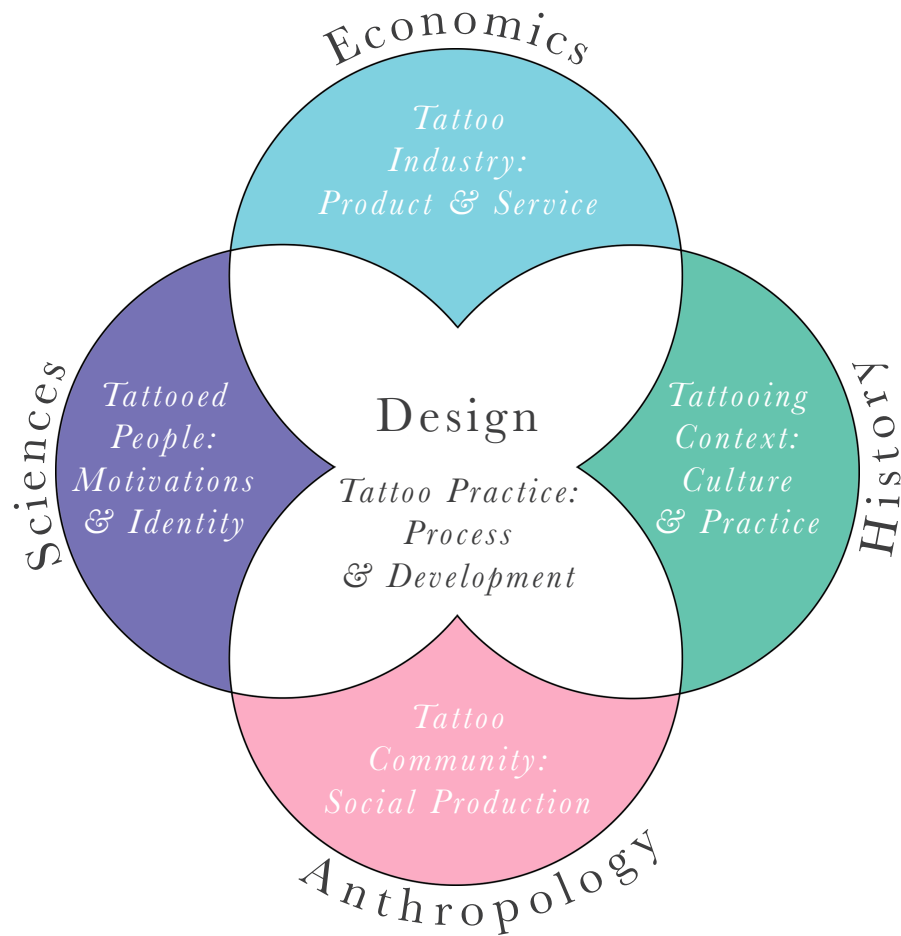 Economics
Tattoo
Industry:
Product & Service
Sciences
Tattooed
People:
Motivations
& Identity
Design
Tattoo Practice:
Process
& Development
Tattooing
Context:
Culture
& Practice
History
Tattoo
Community:
Social Production
Anthropology